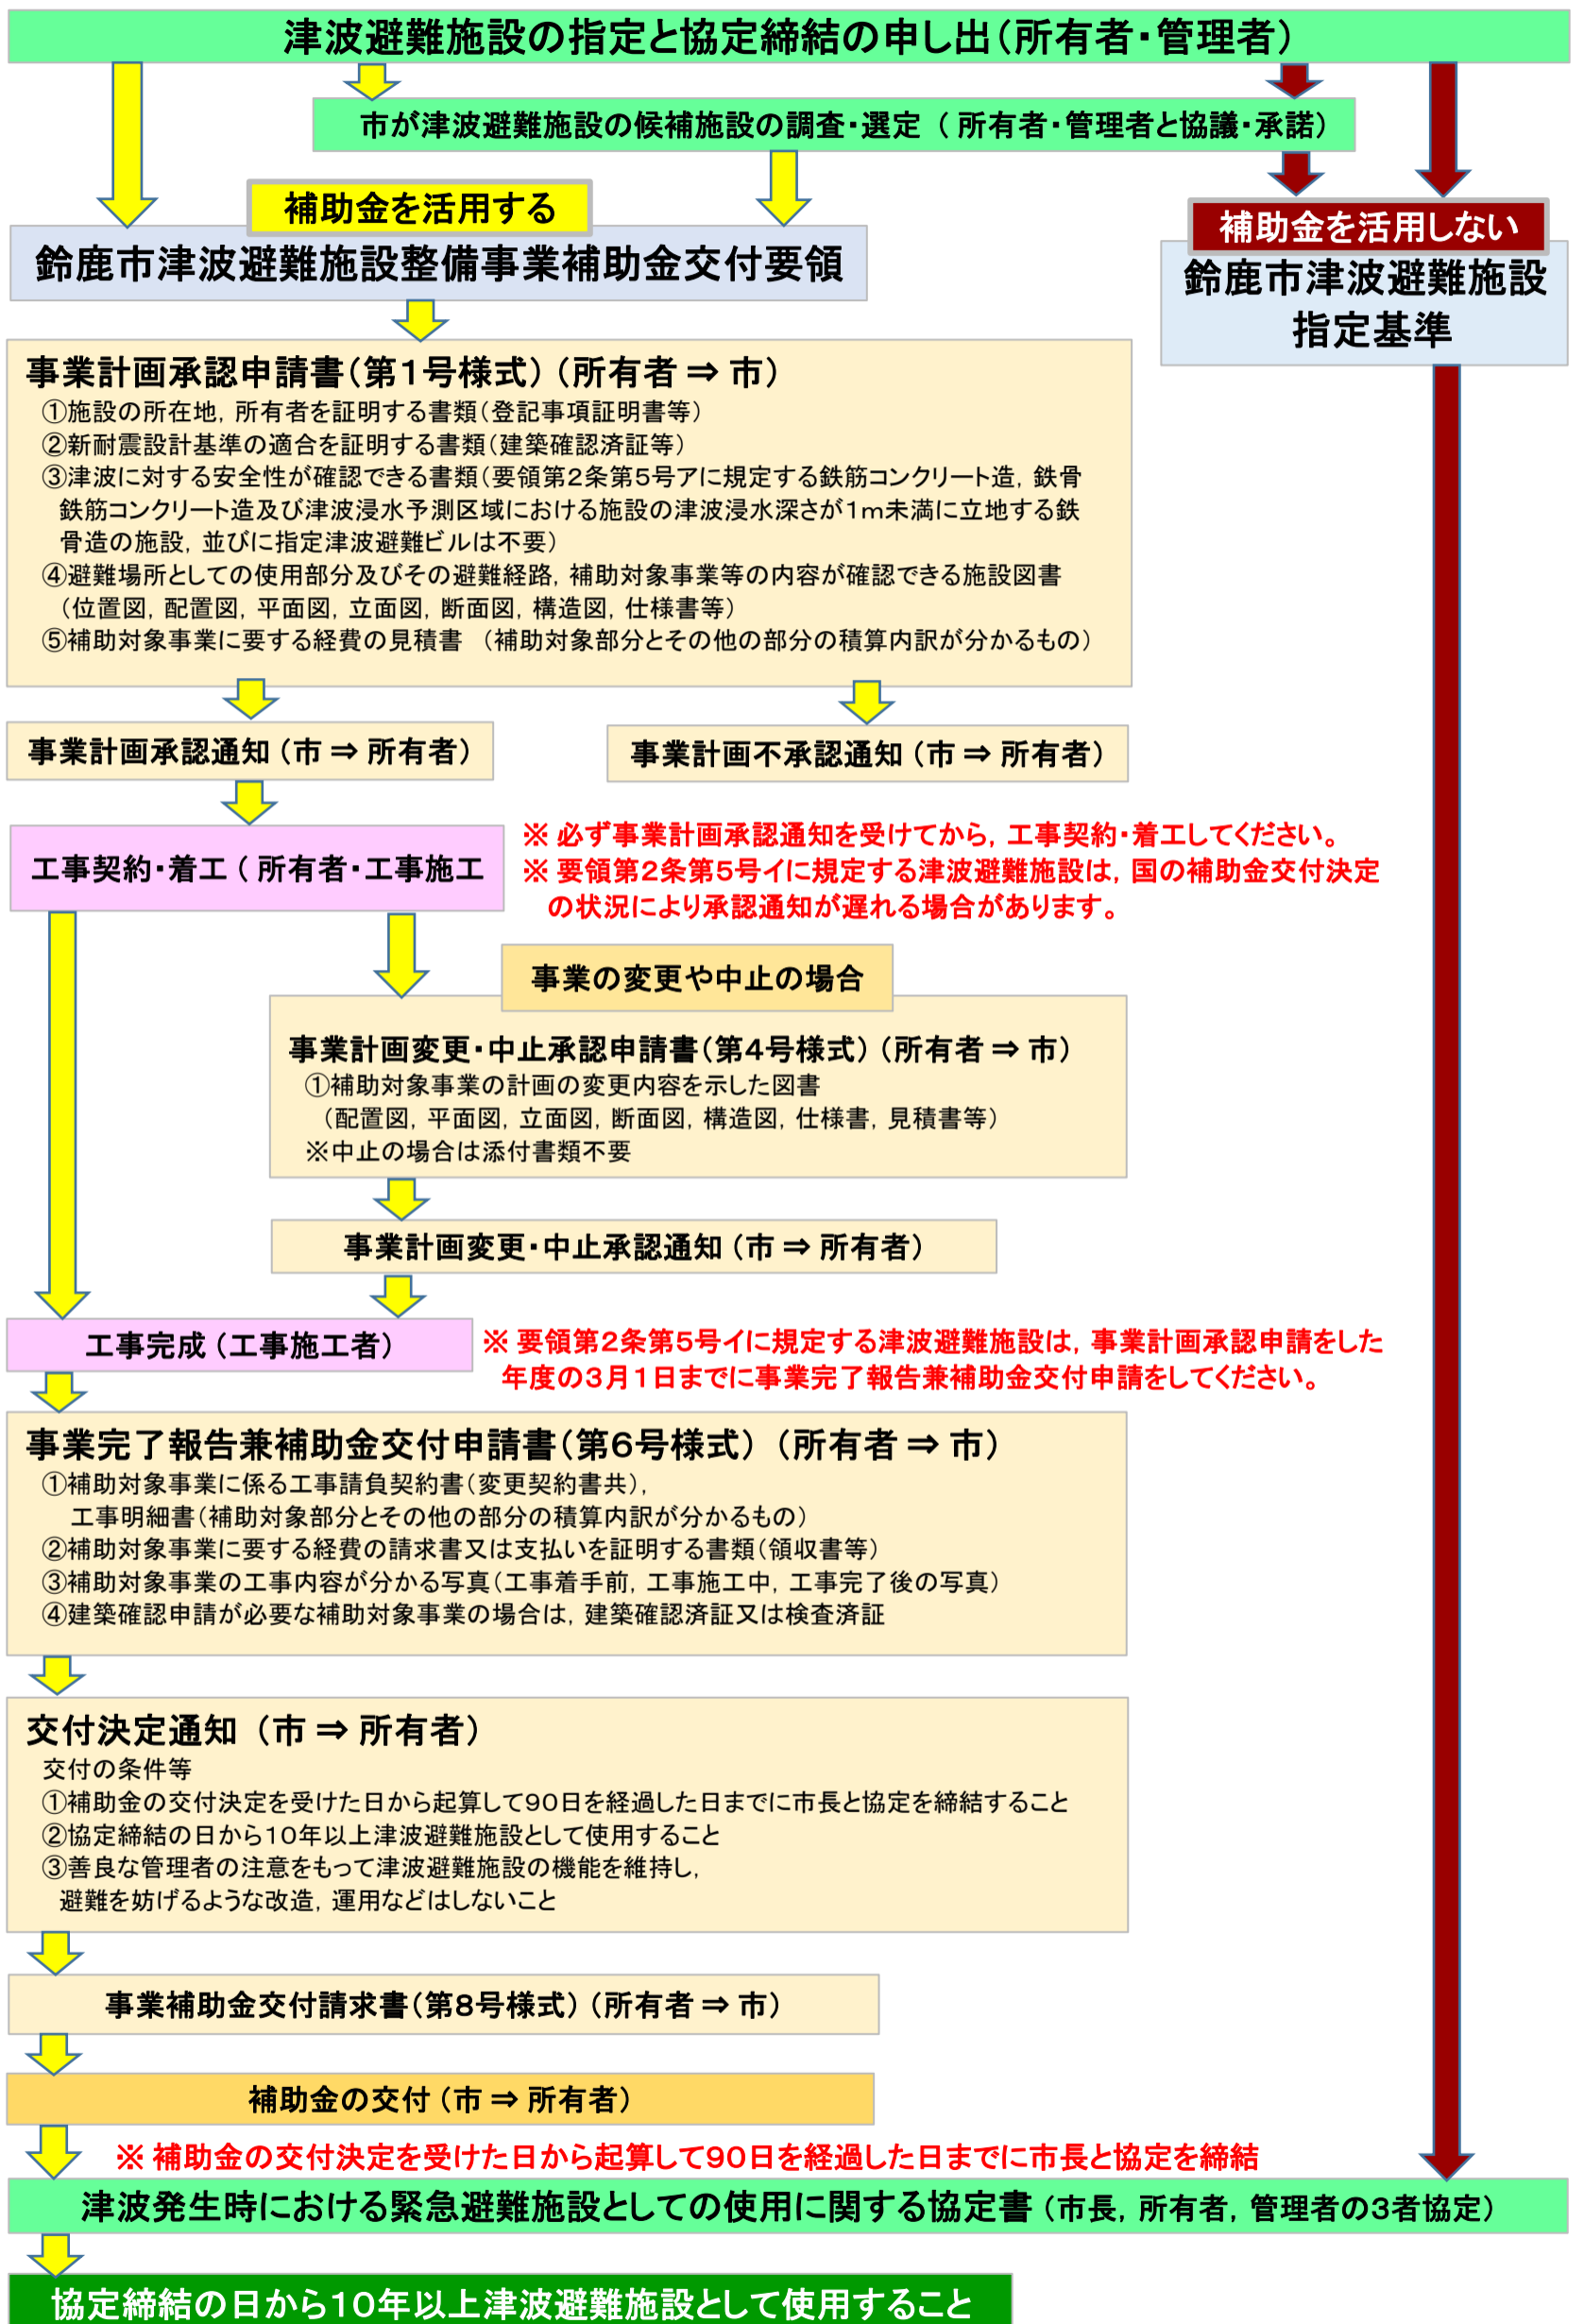 津波避難施設の指定と協定締結の申し出（所有者・管理者）
市が津波避難施設の候補施設の調査・選定（所有者・管理者と協議・承諾）
補助金を活用する
鈴鹿市津波避難施設整備事業補助金交付要領
補助金を活用しない
鈴鹿市津波避難施設
指定基準
事業計画承認申請書（第１号様式）（所有者 ⇒ 市）
①施設の所在地，所有者を証明する書類（登記事項証明書等）
②新耐震設計基準の適合を証明する書類（建築確認済証等）
③津波に対する安全性が確認できる書類（要領第２条第５号アに規定する鉄筋コンクリート造，鉄骨
鉄筋コンクリート造及び津波浸水予測区域における施設の津波浸水深さが１ｍ未満に立地する鉄
骨造の施設，並びに指定津波避難ビルは不要）
④避難場所としての使用部分及びその避難経路，補助対象事業等の内容が確認できる施設図書
（位置図，配置図，平面図，立面図，断面図，構造図，仕様書等）
⑤補助対象事業に要する経費の見積書 （補助対象部分とその他の部分の積算内訳が分かるもの）
事業計画承認通知（市 ⇒ 所有者）
事業計画不承認通知（市 ⇒ 所有者）
工事契約・着工（ 所有者・工事施工
※ 必ず事業計画承認通知を受けてから，工事契約・着工してください。
※ 要領第２条第５号イに規定する津波避難施設は，国の補助金交付決定
の状況により承認通知が遅れる場合があります。
事業の変更や中止の場合
事業計画変更・中止承認申請書（第４号様式）（所有者 ⇒ 市）
①補助対象事業の計画の変更内容を示した図書
（配置図，平面図，立面図，断面図，構造図，仕様書，見積書等）
※中止の場合は添付書類不要
事業計画変更・中止承認通知（市 ⇒ 所有者）
工事完成（工事施工者）
※ 要領第２条第５号イに規定する津波避難施設は，事業計画承認申請をした
年度の３月１日までに事業完了報告兼補助金交付申請をしてください。
事業完了報告兼補助金交付申請書（第６号様式）（所有者 ⇒ 市）
①補助対象事業に係る工事請負契約書（変更契約書共），
工事明細書（補助対象部分とその他の部分の積算内訳が分かるもの）
②補助対象事業に要する経費の請求書又は支払いを証明する書類（領収書等）
③補助対象事業の工事内容が分かる写真（工事着手前，工事施工中，工事完了後の写真）
④建築確認申請が必要な補助対象事業の場合は，建築確認済証又は検査済証
交付決定通知（市 ⇒ 所有者）
交付の条件等
①補助金の交付決定を受けた日から起算して９０日を経過した日までに市長と協定を締結すること
②協定締結の日から１０年以上津波避難施設として使用すること
③善良な管理者の注意をもって津波避難施設の機能を維持し，
避難を妨げるような改造，運用などはしないこと
事業補助金交付請求書（第８号様式）（所有者 ⇒ 市）
補助金の交付（市 ⇒ 所有者）
※ 補助金の交付決定を受けた日から起算して９０日を経過した日までに市長と協定を締結
津波発生時における緊急避難施設としての使用に関する協定書（市長，所有者，管理者の３者協定）
協定締結の日から１０年以上津波避難施設として使用すること